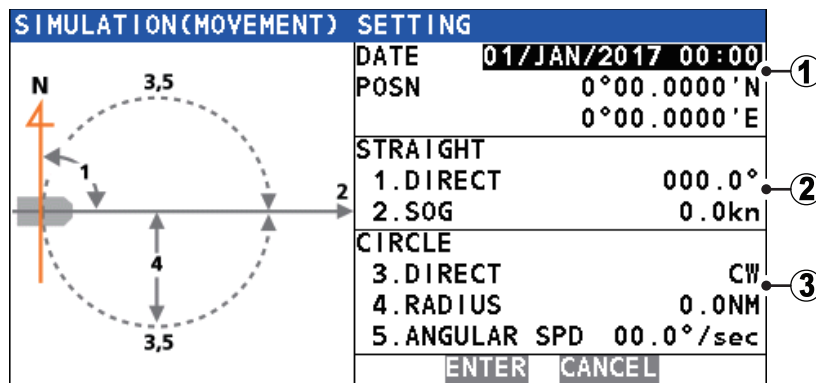 SIMULATION(MOVEMENT) SETTING
N
3,5
1
2
4
3,5
DATE 01/JAN/2017 00:00
POSN 0°00.0000'N
0°00.0000'E
1
STRAIGHT
1.DIRECT 000.0°
2.SOG 0.0kn
2
CIRCLE
3.DIRECT CW
4.RADIUS 0.0NM
5.ANGULAR SPD 00.0°/sec
3
ENTER CANCEL